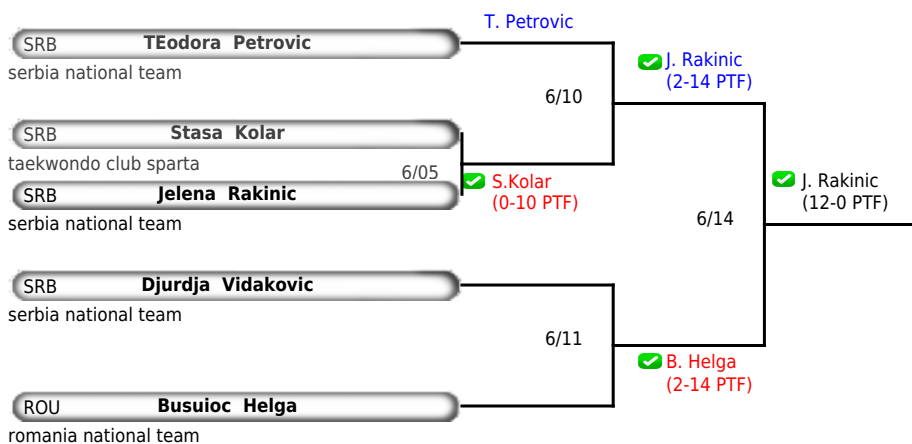 T. Petrovic
SRB TEodora Petrovic
serbia national team
J. Rakinic
(2-14 PTF)
6/10
SRB Stasa Kolar
taekwondo club sparta
6/05
S.Kolar
(0-10 PTF)
SRB Jelena Rakinic
serbia national team
J. Rakinic
(12-0 PTF)
6/14
SRB Djurdja Vidakovic
serbia national team
6/11
B. Helga
(2-14 PTF)
ROU Busuioc Helga
romania national team